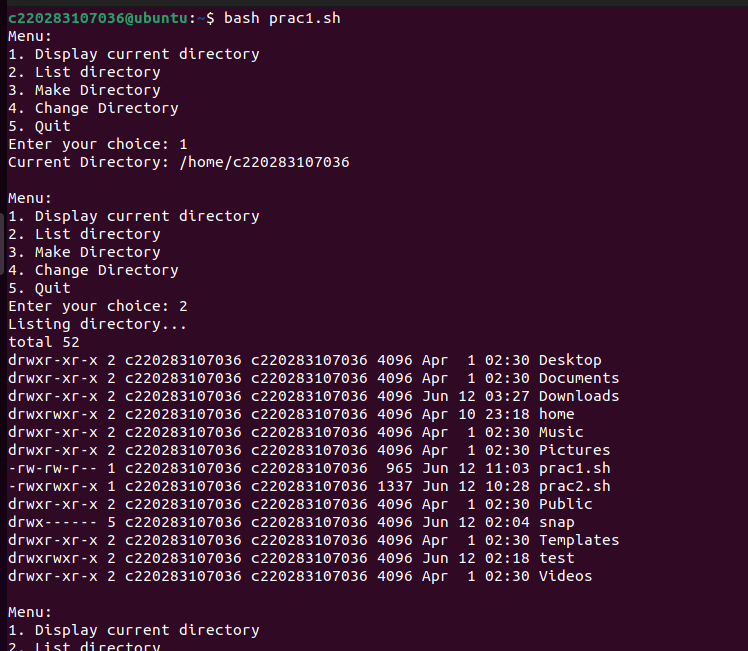 c220283107036@ubuntu:~$ bash prac1.sh
Menu:
1. Display current directory
2. List directory
3. Make Directory
4. Change Directory
5. Quit
Enter your choice: 1
Current Directory: /home/c220283107036

Menu:
1. Display current directory
2. List directory
3. Make Directory
4. Change Directory
5. Quit
Enter your choice: 2
Listing directory...
total 52
drwxr-xr-x 2 c220283107036 c220283107036 4096 Apr  1 02:30 Desktop
drwxr-xr-x 2 c220283107036 c220283107036 4096 Apr  1 02:30 Documents
drwxr-xr-x 2 c220283107036 c220283107036 4096 Jun 12 03:27 Downloads
drwxrwxr-x 2 c220283107036 c220283107036 4096 Apr 10 23:18 home
drwxr-xr-x 2 c220283107036 c220283107036 4096 Apr  1 02:30 Music
drwxr-xr-x 2 c220283107036 c220283107036 4096 Apr  1 02:30 Pictures
-rw-rw-r-- 1 c220283107036 c220283107036  965 Jun 12 11:03 prac1.sh
-rwxrwxr-x 1 c220283107036 c220283107036 1337 Jun 12 10:28 prac2.sh
drwxr-xr-x 2 c220283107036 c220283107036 4096 Apr  1 02:30 Public
drwx------ 5 c220283107036 c220283107036 4096 Jun 12 02:04 snap
drwxr-xr-x 2 c220283107036 c220283107036 4096 Apr  1 02:30 Templates
drwxrwxr-x 2 c220283107036 c220283107036 4096 Jun 12 02:18 test
drwxr-xr-x 2 c220283107036 c220283107036 4096 Apr  1 02:30 Videos

Menu:
1. Display current directory
2. List directory